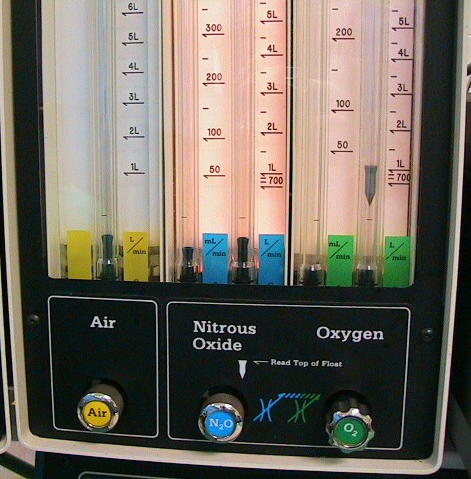 6L
5L
4L
3L
2L
1L
L/min
300
200
100
50
mL/min
5L
4L
3L
2L
1L
700
L/min
200
100
50
mL/min
5L
4L
3L
2L
1L
700
L/min
Air
Nitrous
Oxide
Oxygen
Read Top of Float
Air
N₂O
O₂